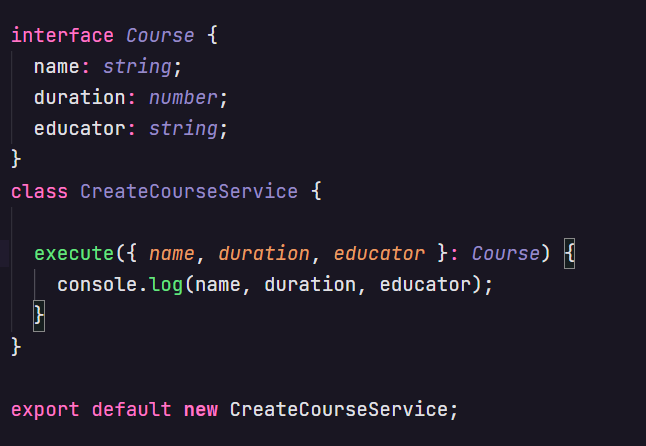 interface Course {
  name: string;
  duration: number;
  educator: string;
}
class CreateCourseService {

  execute({ name, duration, educator }: Course) {
    console.log(name, duration, educator);
  }
}

export default new CreateCourseService;